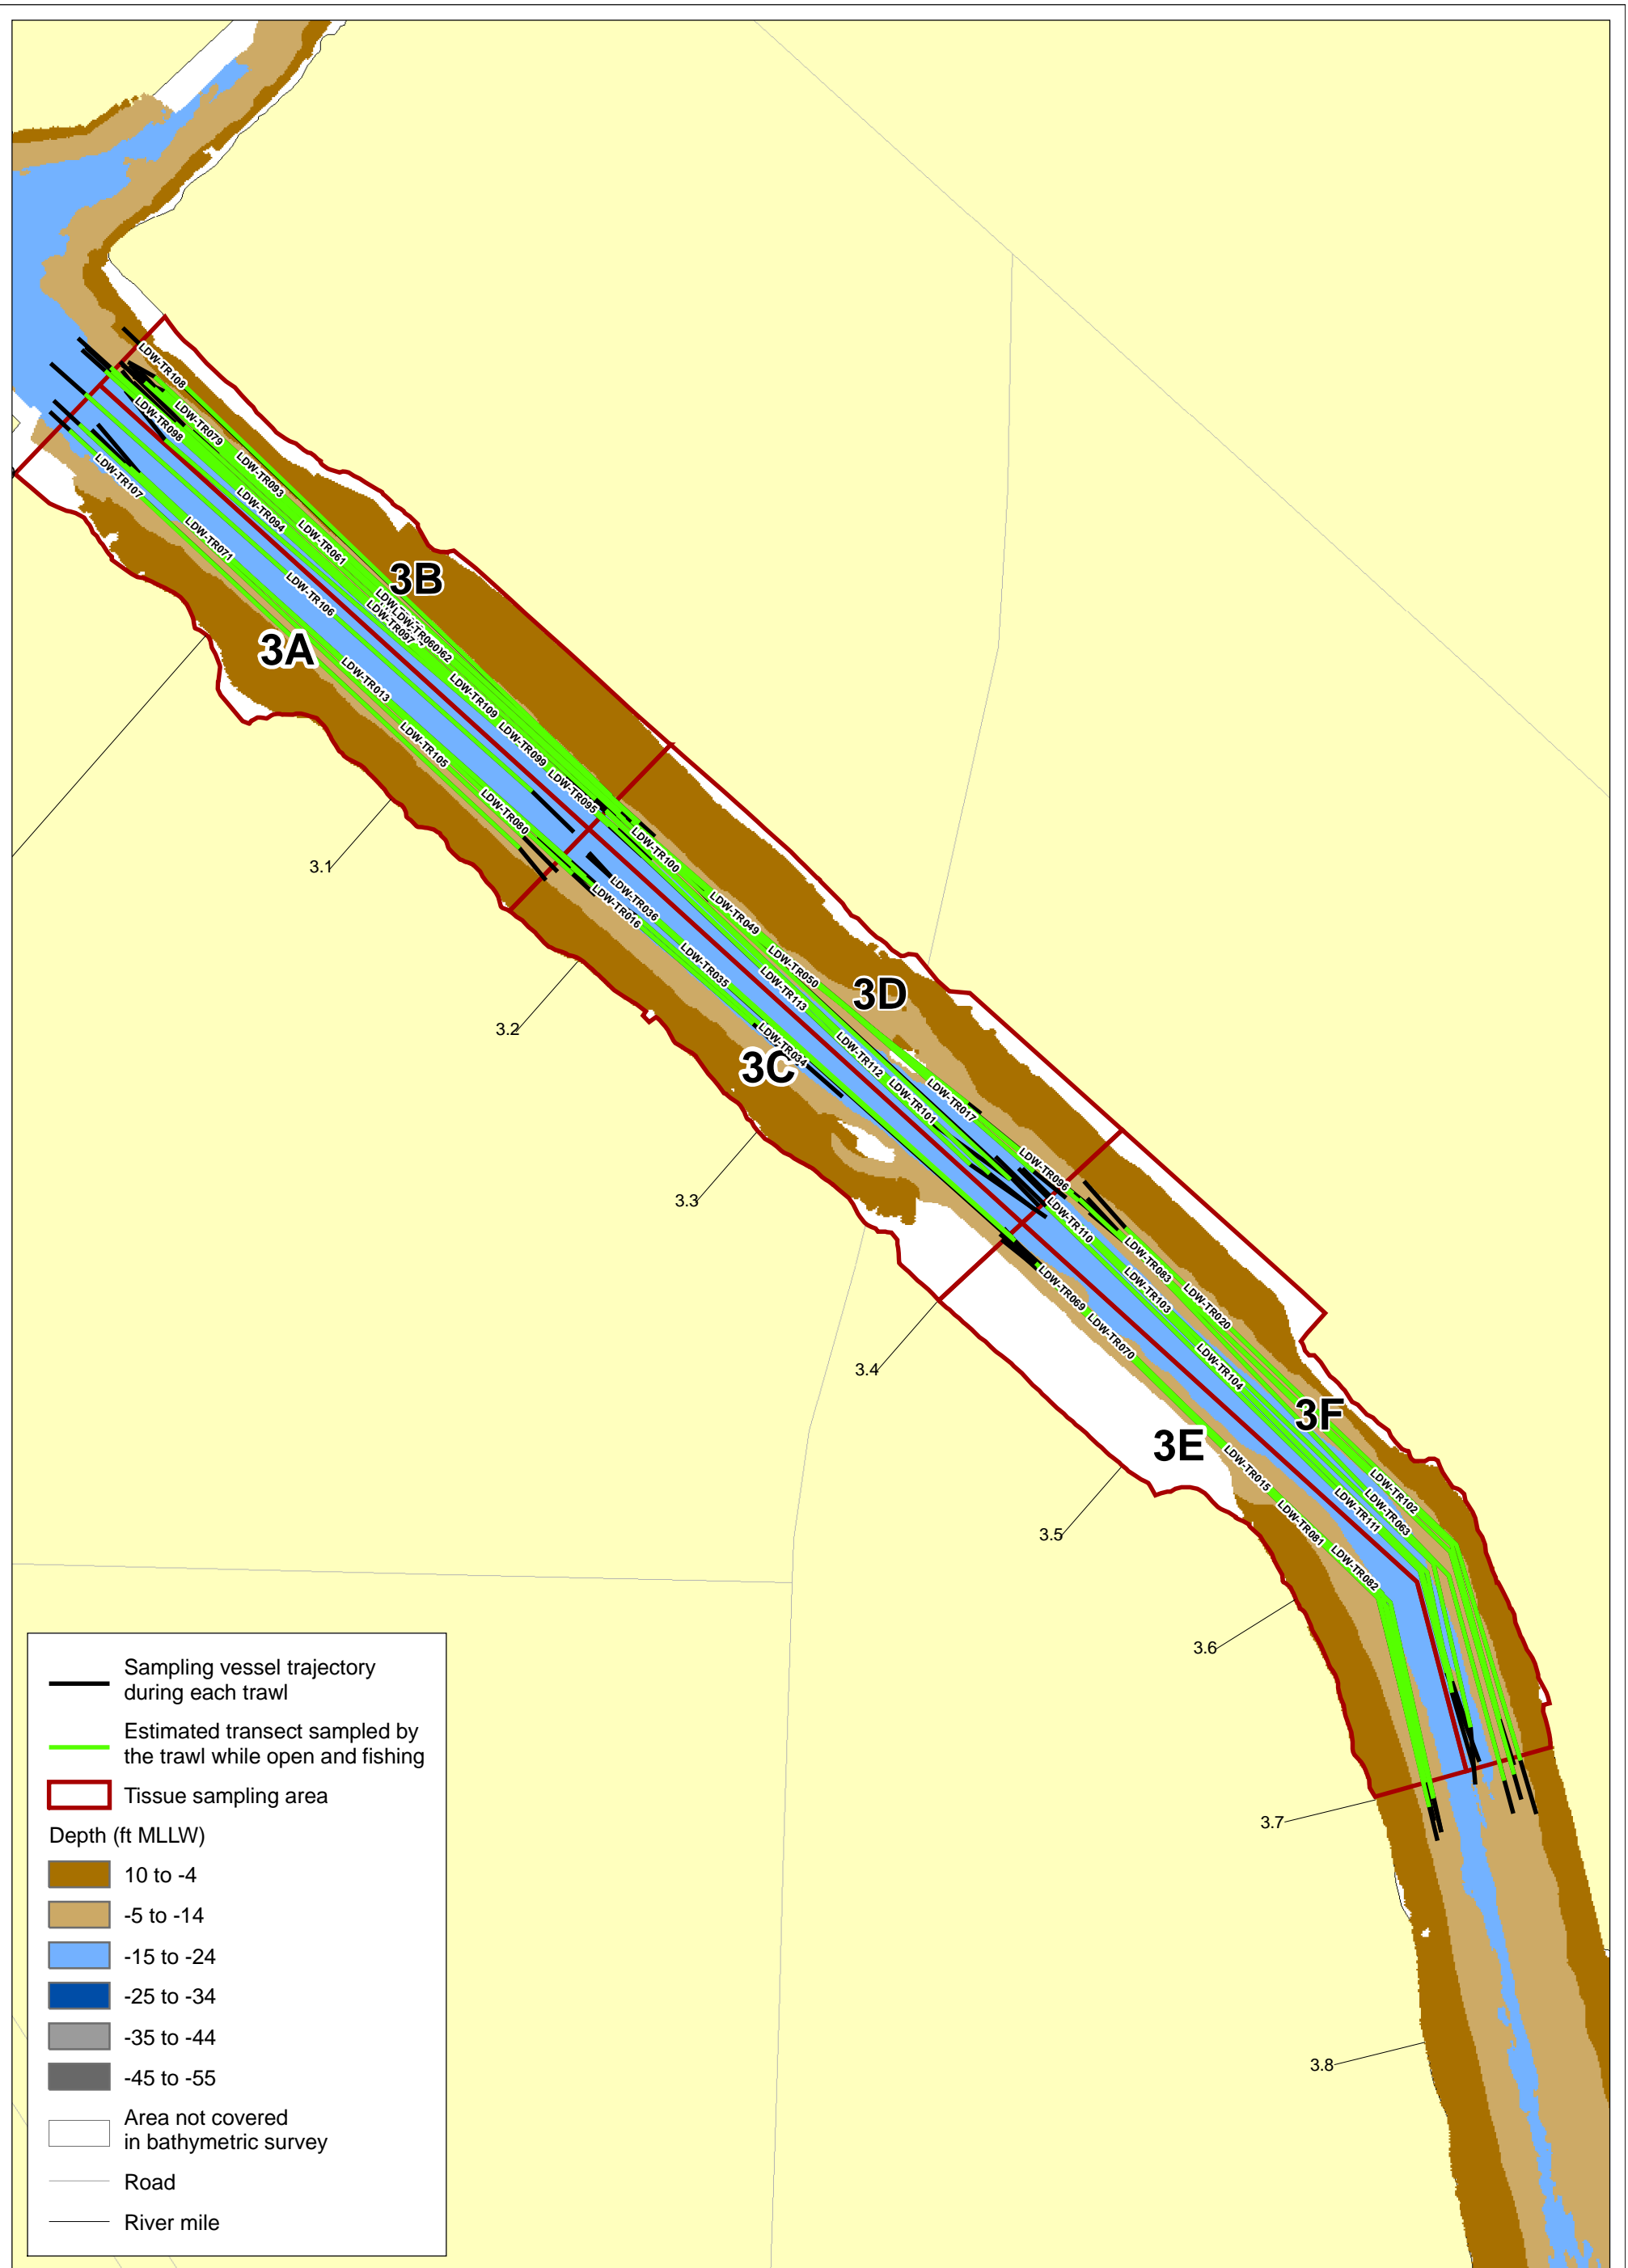 LDW-TR108
LDW-TR079
LDW-TR098
LDW-TR093
LDW-TR107
LDW-TR094
LDW-TR061
LDW-TR071
3B
LDW-TR106
LDW-TR060
LDW-TR097
3A
LDW-TR013
LDW-TR109
LDW-TR105
LDW-TR099
LDW-TR095
LDW-TR080
LDW-TR100
3.1
LDW-TR036
LDW-TR016
LDW-TR049
LDW-TR035
LDW-TR050
LDW-TR113
3D
3.2
LDW-TR034
LDW-TR112
3C
LDW-TR101
LDW-TR017
LDW-TR096
3.3
LDW-TR110
LDW-TR083
LDW-TR069
LDW-TR103
LDW-TR020
LDW-TR070
LDW-TR104
3.4
3F
3E
LDW-TR015
LDW-TR102
LDW-TR063
LDW-TR111
LDW-TR081
3.5
LDW-TR082
3.6
3.7
3.8
Sampling vessel trajectory
during each trawl
Estimated transect sampled by
the trawl while open and fishing
Tissue sampling area
Depth (ft MLLW)
10 to -4
-5 to -14
-15 to -24
-25 to -34
-35 to -44
-45 to -55
Area not covered
in bathymetric survey
Road
River mile